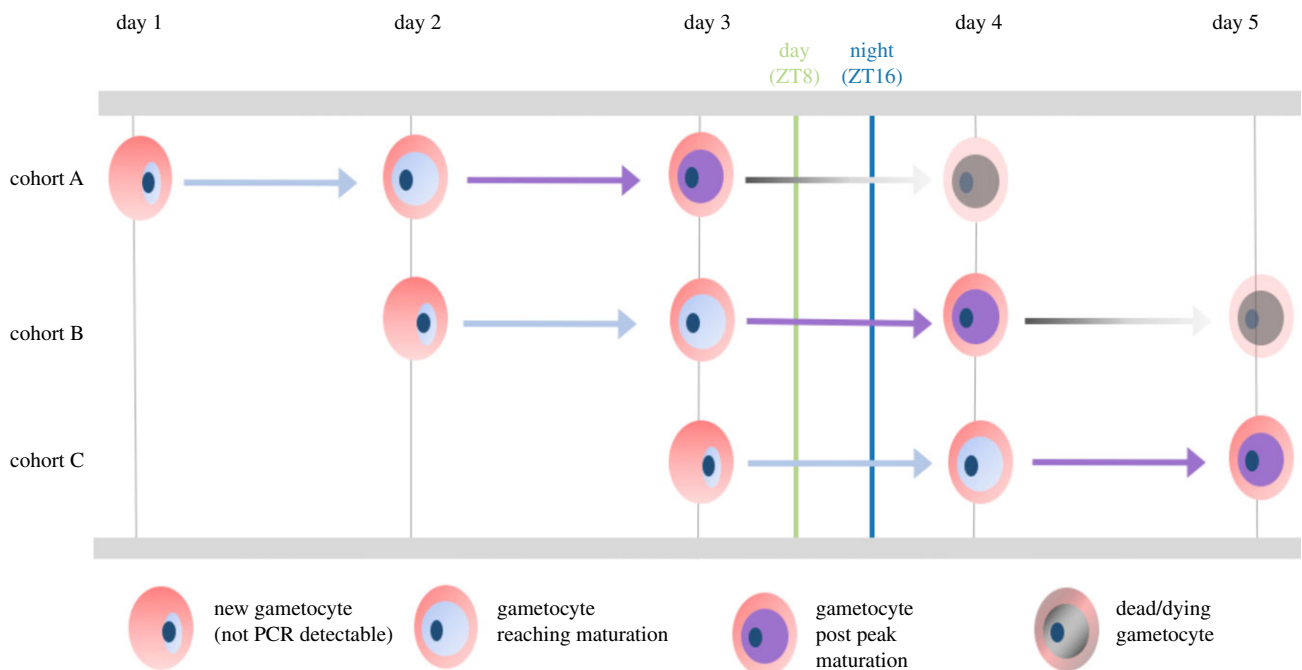 day 1
day 2
day 3
day 4
day 5
day
(ZT8)
night
(ZT16)
cohort A
cohort B
cohort C
new gametocyte
(not PCR detectable)
gametocyte
reaching maturation
gametocyte
post peak
maturation
dead/dying
gametocyte